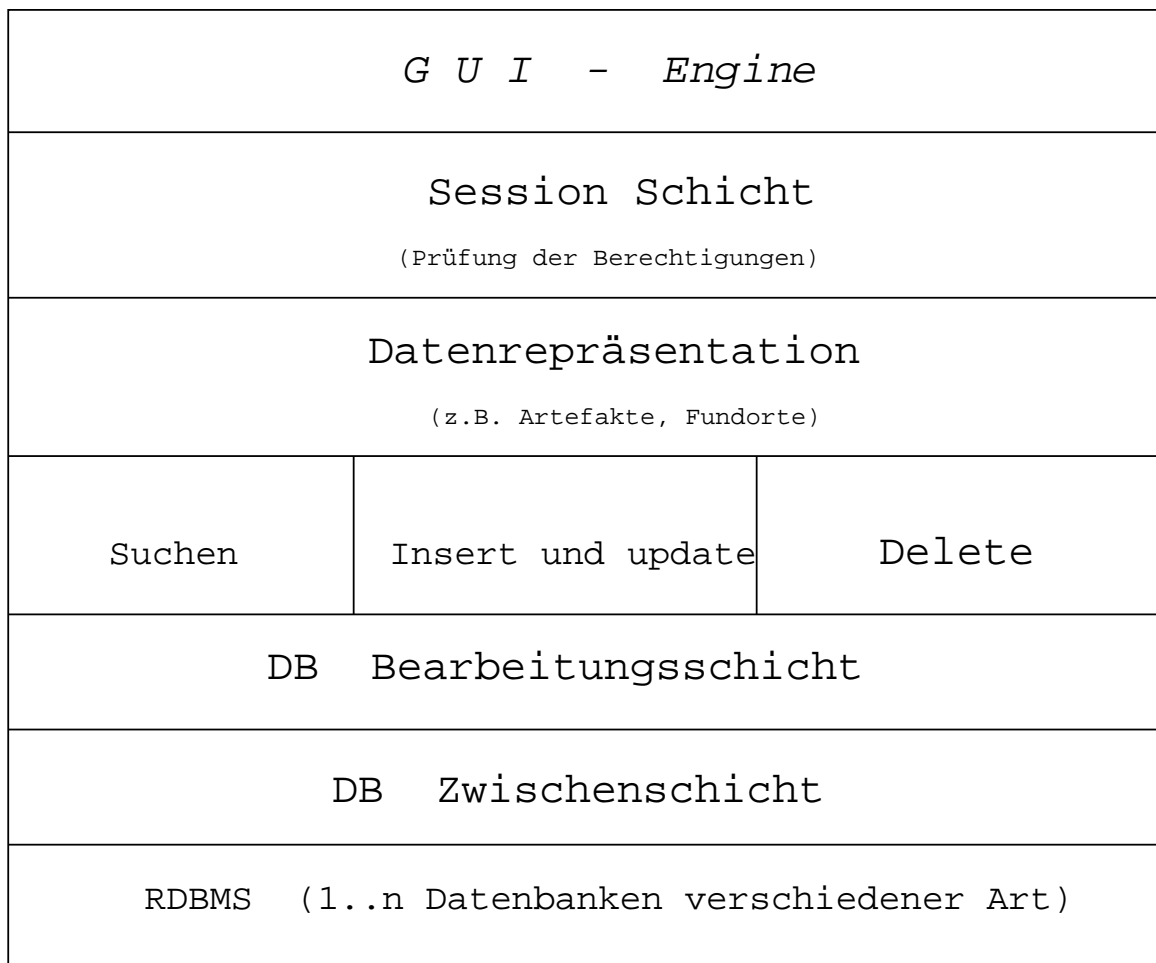 G U I - Engine
Session Schicht
(Prüfung der Berechtigungen)
Datenrepräsentation
(z.B. Artefakte, Fundorte)
Suchen
Insert und update
Delete
DB Bearbeitungsschicht
DB Zwischenschicht
RDBMS (1..n Datenbanken verschiedener Art)